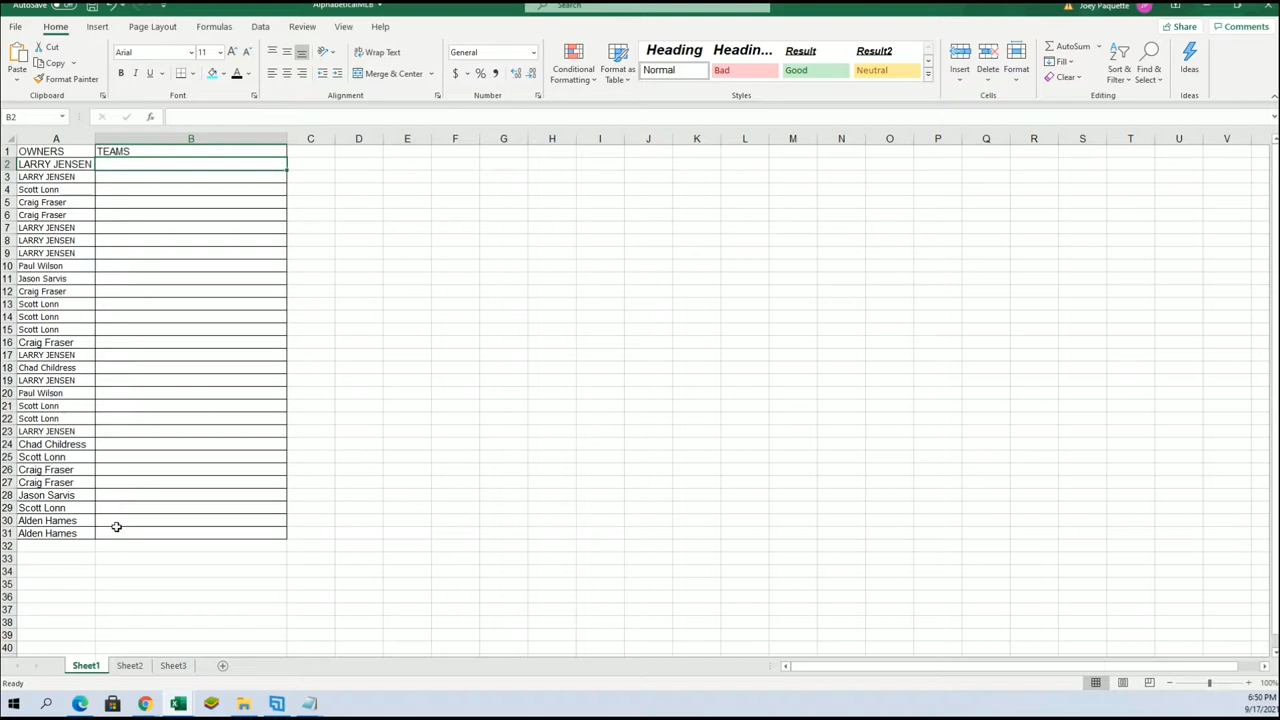 AutoSave
AlphabeticalMLB
Search
Joey Paquette
JP
File Home Insert Page Layout Formulas Data Review View Help
Share Comments
Cut
Copy
Format Painter
Paste
Clipboard
Arial 11
B I U
Font
Wrap Text
Merge & Center
Alignment
General
$ % 9
Number
Conditional Formatting
Format as Table
Heading Headin... Result Result2
Normal Bad Good Neutral
Styles
Insert Delete Format
Cells
AutoSum
Fill
Clear
Sort & Filter
Find & Select
Editing
Ideas
Ideas
B2
fx
A B C D E F G H I J K L M N O P Q R S T U V
1 OWNERS TEAMS
2 LARRY JENSEN
3 LARRY JENSEN
4 Scott Lonn
5 Craig Fraser
6 Craig Fraser
7 LARRY JENSEN
8 LARRY JENSEN
9 LARRY JENSEN
10 Paul Wilson
11 Jason Sarvis
12 Craig Fraser
13 Scott Lonn
14 Scott Lonn
15 Scott Lonn
16 Craig Fraser
17 LARRY JENSEN
18 Chad Childress
19 LARRY JENSEN
20 Paul Wilson
21 Scott Lonn
22 Scott Lonn
23 LARRY JENSEN
24 Chad Childress
25 Scott Lonn
26 Craig Fraser
27 Craig Fraser
28 Jason Sarvis
29 Scott Lonn
30 Alden Hames
31 Alden Hames
32
33
34
35
36
37
38
39
40
Sheet1 Sheet2 Sheet3
Ready
100%
6:50 PM